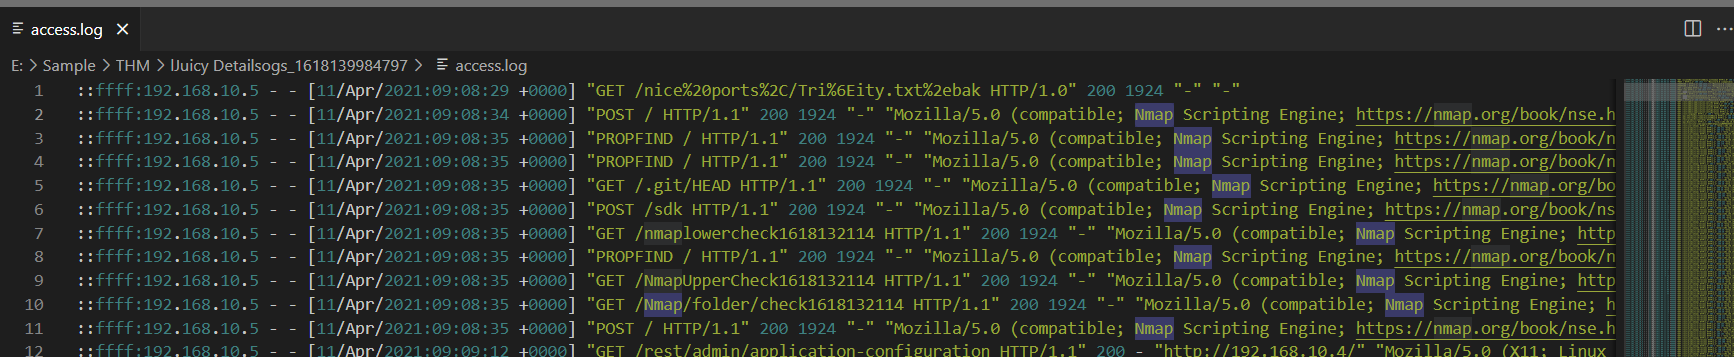 access.log
E: > Sample > THM > lJuicy Detailsogs_1618139984797 > access.log
1 ::ffff:192.168.10.5 - - [11/Apr/2021:09:08:29 +0000] "GET /nice%20ports%2C/Tri%6Eity.txt%2ebak HTTP/1.0" 200 1924 "-" "-"
2 ::ffff:192.168.10.5 - - [11/Apr/2021:09:08:34 +0000] "POST / HTTP/1.1" 200 1924 "-" "Mozilla/5.0 (compatible; Nmap Scripting Engine; https://nmap.org/book/nse.h
3 ::ffff:192.168.10.5 - - [11/Apr/2021:09:08:35 +0000] "PROPFIND / HTTP/1.1" 200 1924 "-" "Mozilla/5.0 (compatible; Nmap Scripting Engine; https://nmap.org/book/n
4 ::ffff:192.168.10.5 - - [11/Apr/2021:09:08:35 +0000] "PROPFIND / HTTP/1.1" 200 1924 "-" "Mozilla/5.0 (compatible; Nmap Scripting Engine; https://nmap.org/book/n
5 ::ffff:192.168.10.5 - - [11/Apr/2021:09:08:35 +0000] "GET /.git/HEAD HTTP/1.1" 200 1924 "-" "Mozilla/5.0 (compatible; Nmap Scripting Engine; https://nmap.org/bo
6 ::ffff:192.168.10.5 - - [11/Apr/2021:09:08:35 +0000] "POST /sdk HTTP/1.1" 200 1924 "-" "Mozilla/5.0 (compatible; Nmap Scripting Engine; https://nmap.org/book/ns
7 ::ffff:192.168.10.5 - - [11/Apr/2021:09:08:35 +0000] "GET /nmaplowercheck1618132114 HTTP/1.1" 200 1924 "-" "Mozilla/5.0 (compatible; Nmap Scripting Engine; http
8 ::ffff:192.168.10.5 - - [11/Apr/2021:09:08:35 +0000] "PROPFIND / HTTP/1.1" 200 1924 "-" "Mozilla/5.0 (compatible; Nmap Scripting Engine; https://nmap.org/book/n
9 ::ffff:192.168.10.5 - - [11/Apr/2021:09:08:35 +0000] "GET /NmapUpperCheck1618132114 HTTP/1.1" 200 1924 "-" "Mozilla/5.0 (compatible; Nmap Scripting Engine; http
10 ::ffff:192.168.10.5 - - [11/Apr/2021:09:08:35 +0000] "GET /Nmap/folder/check1618132114 HTTP/1.1" 200 1924 "-" "Mozilla/5.0 (compatible; Nmap Scripting Engine; h
11 ::ffff:192.168.10.5 - - [11/Apr/2021:09:08:35 +0000] "POST / HTTP/1.1" 200 1924 "-" "Mozilla/5.0 (compatible; Nmap Scripting Engine; https://nmap.org/book/nse.h
12 ::ffff:192.168.10.5 - - [11/Apr/2021:09:09:12 +0000] "GET /rest/admin/application-configuration HTTP/1.1" 200 - "http://192.168.10.4/" "Mozilla/5.0 (X11; Linux